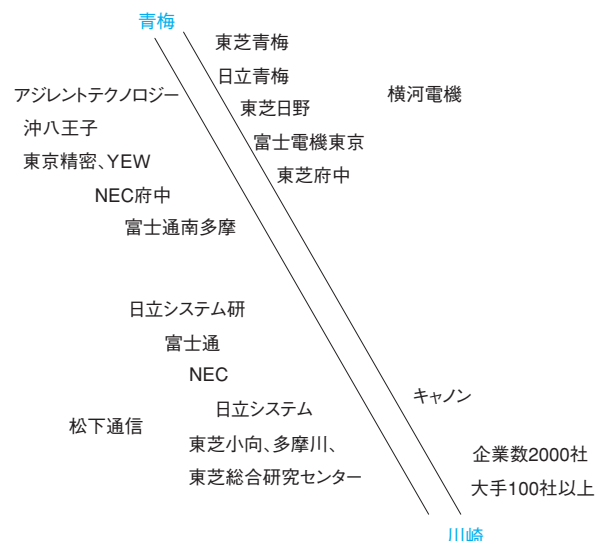 青梅
東芝青梅
日立青梅
アジレントテクノロジー
横河電機
東芝日野
沖八王子
富士電機東京
東京精密、YEW
東芝府中
NEC府中
富士通南多摩
日立システム研
富士通
NEC
キャノン
日立システム
松下通信
東芝小向、多摩川、
企業数2000社
東芝総合研究センター
大手100社以上
川崎